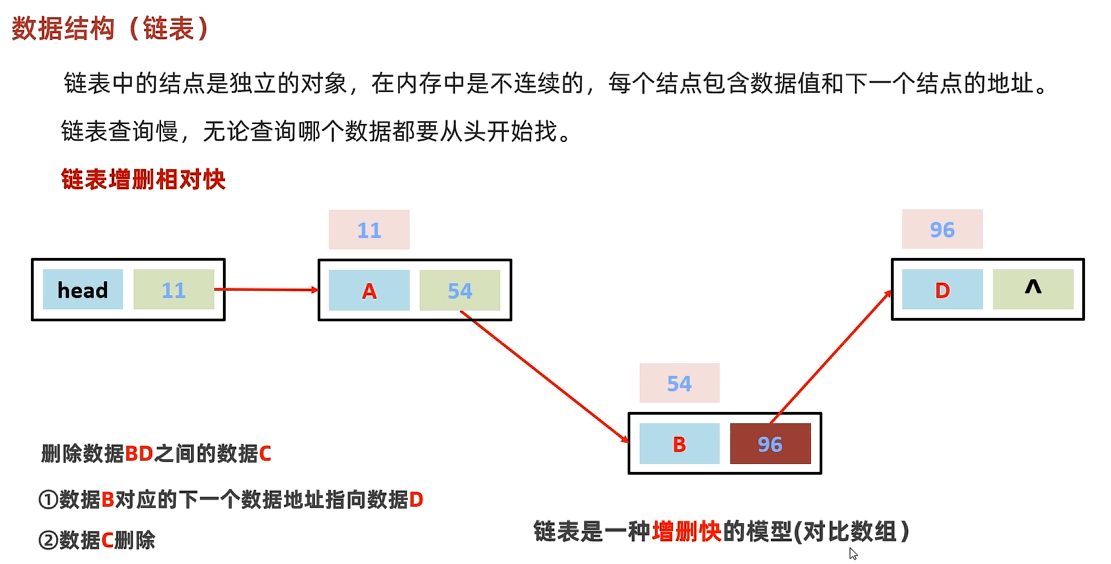 数据结构（链表）
链表中的结点是独立的对象，在内存中是不连续的，每个结点包含数据值和下一个结点的地址。
链表查询慢，无论查询哪个数据都要从头开始找。
链表增删相对快
11
96
head 11
A 54
D ^
54
B 96
删除数据BD之间的数据C
①数据B对应的下一个数据地址指向数据D
②数据C删除
链表是一种增删快的模型(对比数组）